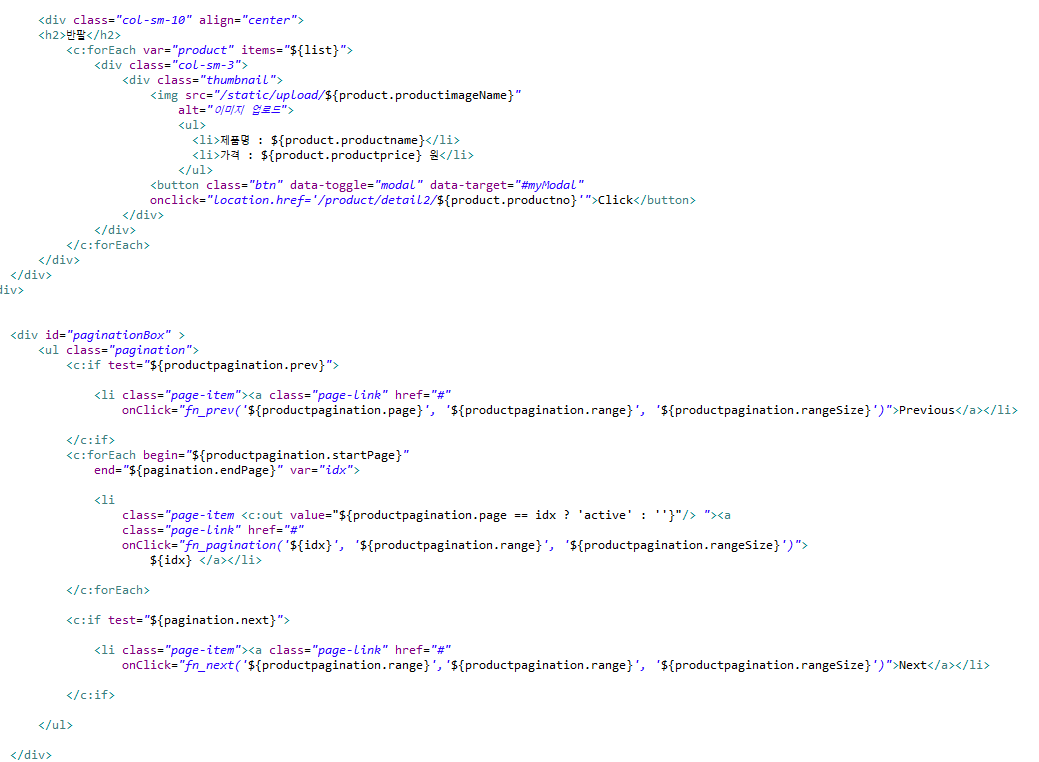 <div class="col-sm-10" align="center">
<h2>반팔</h2>
<c:forEach var="product" items="${list}">
<div class="col-sm-3">
<div class="thumbnail">
<img src="/static/upload/${product.productimageName}"
alt="이미지 업로드">
<ul>
<li>제품명 : ${product.productname}</li>
<li>가격 : ${product.productprice} 원</li>
</ul>
<button class="btn" data-toggle="modal" data-target="#myModal"
onclick="location.href='/product/detail2/${product.productno}'">Click</button>
</div>
</div>
</c:forEach>
</div>
</div>
div>
<div id="paginationBox" >
<ul class="pagination">
<c:if test="${productpagination.prev}">
<li class="page-item"><a class="page-link" href="#"
onClick="fn_prev('${productpagination.page}', '${productpagination.range}', '${productpagination.rangeSize}')">Previous</a></li>
</c:if>
<c:forEach begin="${productpagination.startPage}"
end="${pagination.endPage}" var="idx">
<li
class="page-item <c:out value="${productpagination.page == idx ? 'active' : ''}"/> "><a
class="page-link" href="#"
onClick="fn_pagination('${idx}', '${productpagination.range}', '${productpagination.rangeSize}')">
${idx} </a></li>
</c:forEach>
<c:if test="${pagination.next}">
<li class="page-item"><a class="page-link" href="#"
onClick="fn_next('${productpagination.range}','${productpagination.range}', '${productpagination.rangeSize}')">Next</a></li>
</c:if>
</ul>
</div>